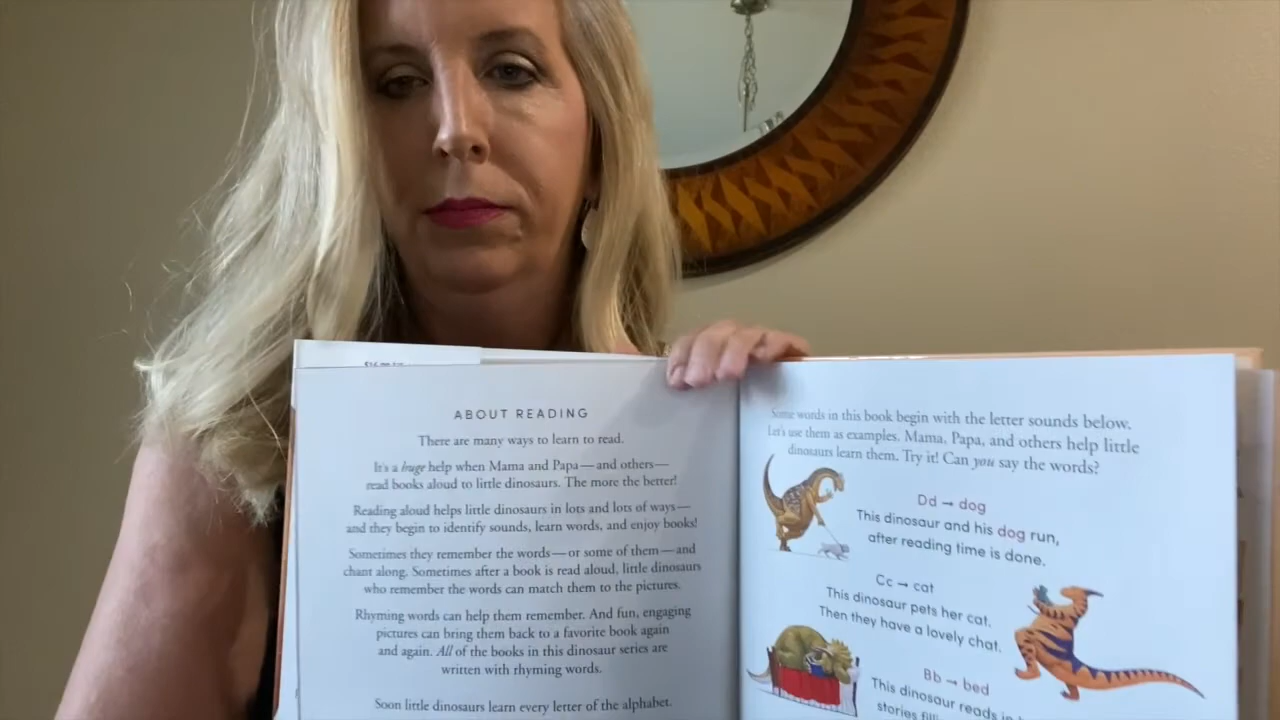 ABOUT READING
There are many ways to learn to read.
It's a huge help when Mama and Papa—and others—
read books aloud to little dinosaurs. The more the better!
Reading aloud helps little dinosaurs in lots and lots of ways—
and they begin to identify sounds, learn words, and enjoy books!
Sometimes they remember the words—or some of them—and
chant along. Sometimes after a book is read aloud, little dinosaurs
who remember the words can match them to the pictures.
Rhyming words can help them remember. And fun, engaging
pictures can bring them back to a favorite book again
and again. All of the books in this dinosaur series are
written with rhyming words.
Soon little dinosaurs learn every letter of the alphabet.
Some words in this book begin with the letter sounds below.
Let's use them as examples. Mama, Papa, and others help little
dinosaurs learn them. Try it! Can you say the words?
Dd → dog
This dinosaur and his dog run,
after reading time is done.
Cc → cat
This dinosaur pets her cat.
Then they have a lovely chat.
Bb → bed
This dinosaur reads in
stories